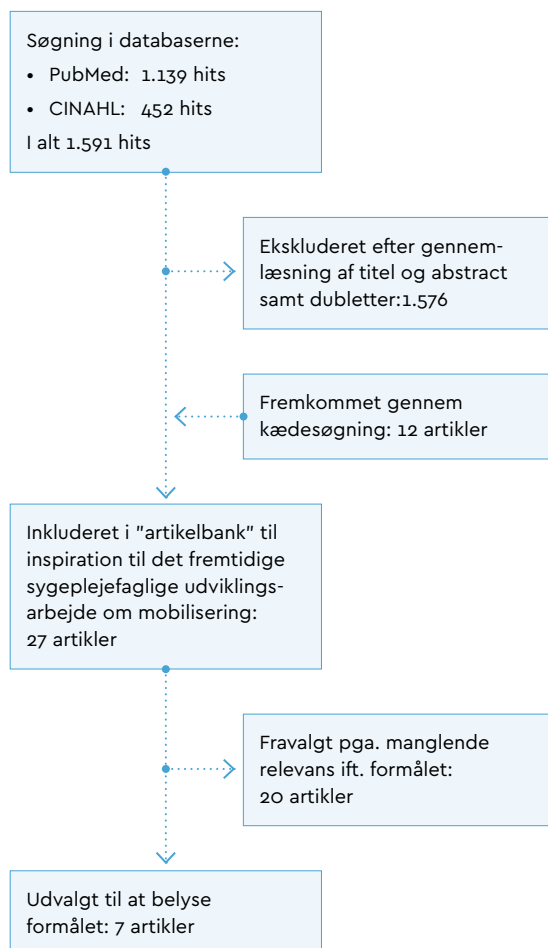 Søgning i databaserne:
• PubMed: 1.139 hits
• CINAHL: 452 hits
I alt 1.591 hits
Ekskluderet efter gennem-
læsning af titel og abstract
samt dubletter:1.576
Fremkommet gennem
kædesøgning: 12 artikler
Inkluderet i ”artikelbank” til
inspiration til det fremtidige
sygeplejefaglige udviklings-
arbejde om mobilisering:
27 artikler
Fravalgt pga. manglende
relevans ift. formålet:
20 artikler
Udvalgt til at belyse
formålet: 7 artikler